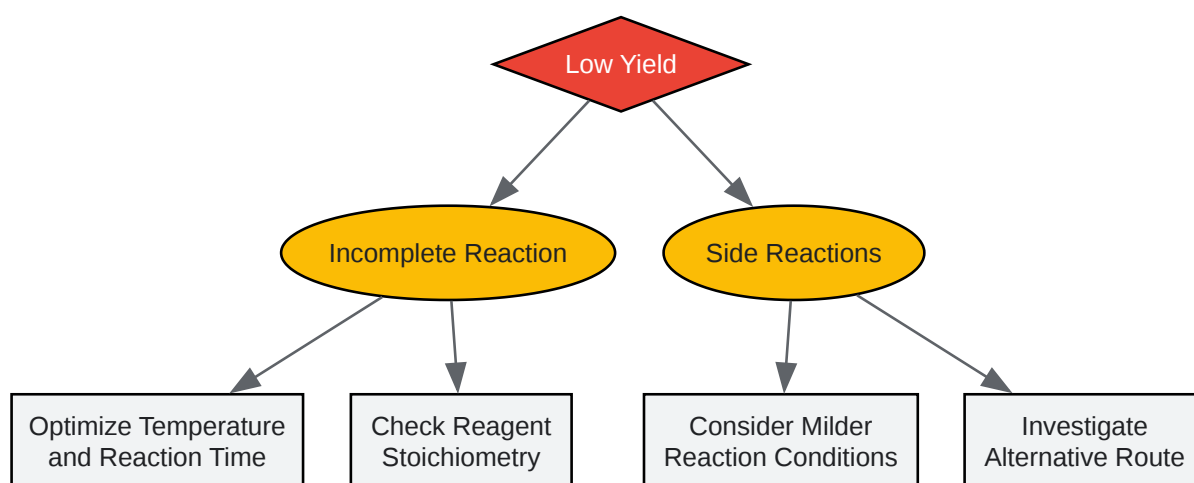 Low Yield
Incomplete Reaction
Side Reactions
Optimize Temperature
and Reaction Time
Check Reagent
Stoichiometry
Consider Milder
Reaction Conditions
Investigate
Alternative Route